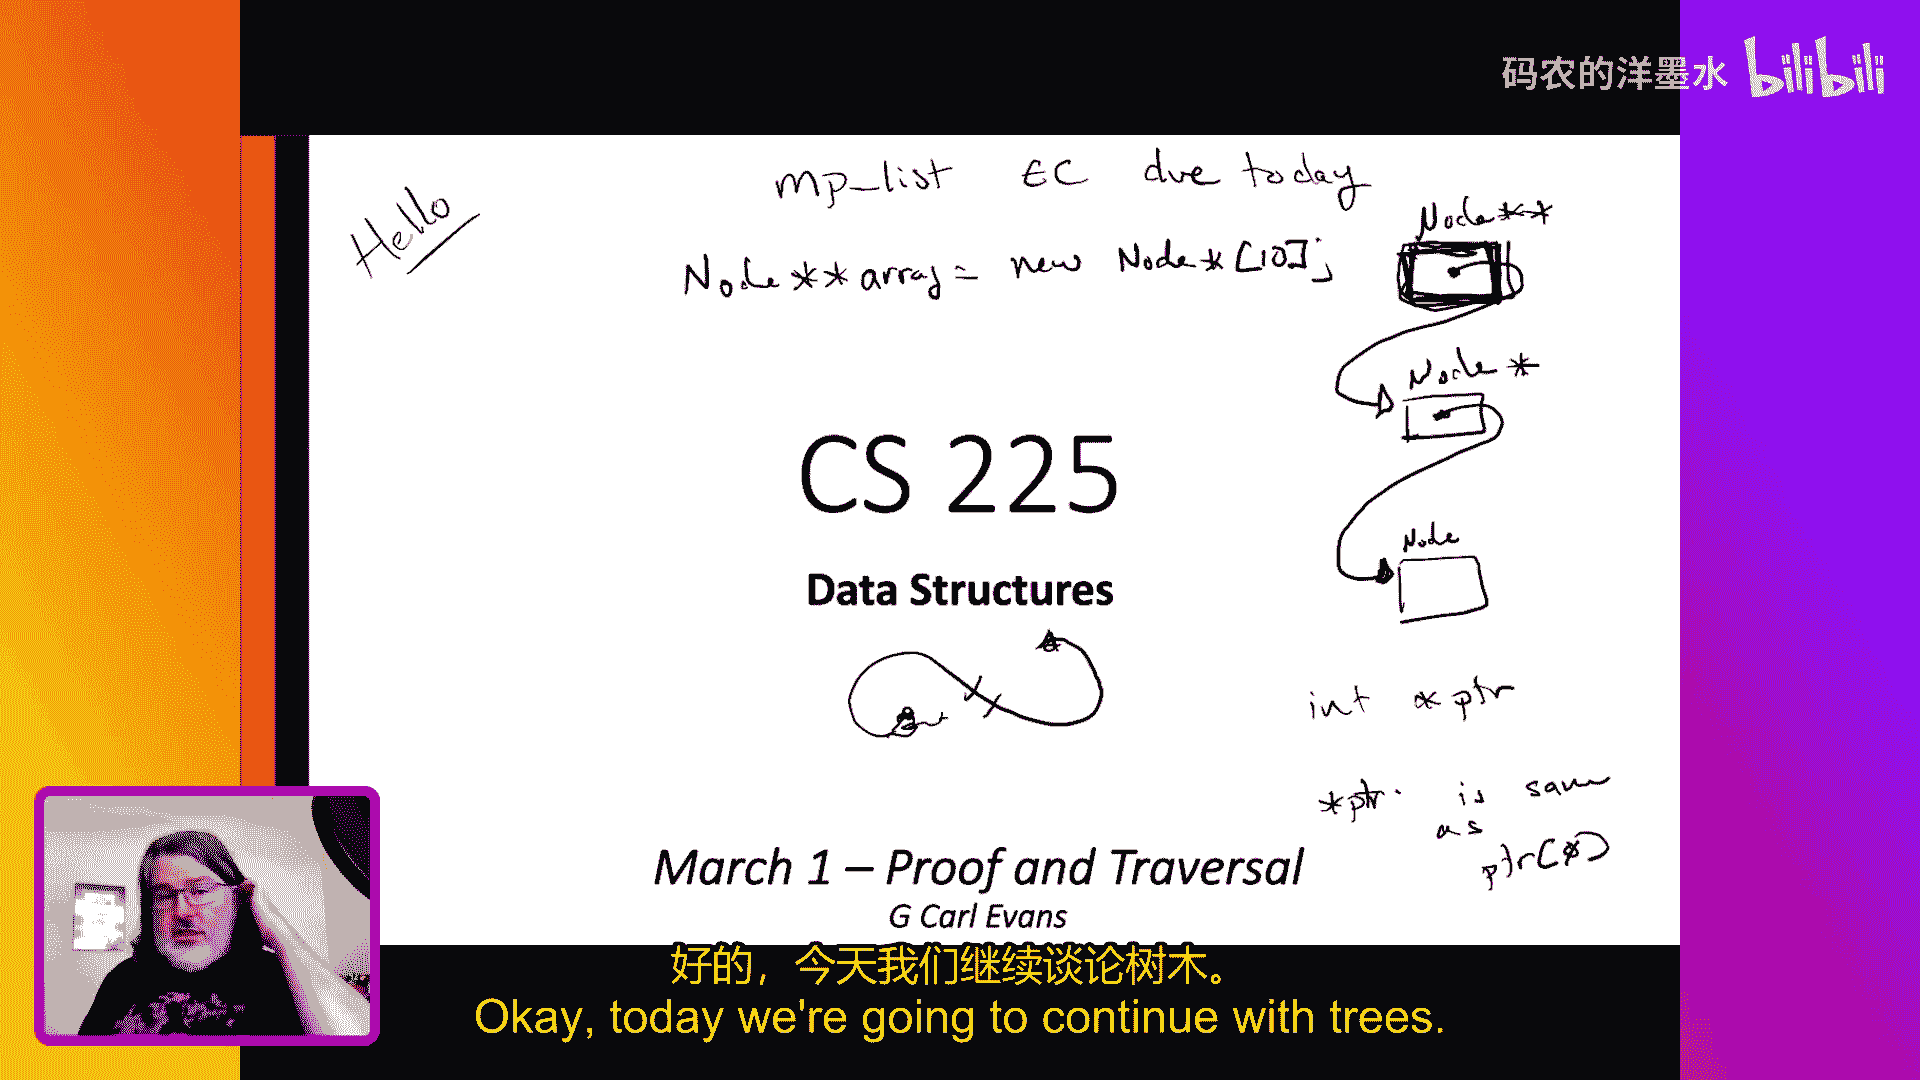 码农的洋墨水 bilibili
Hello
mp_list EC due today
Node**
Node **array = new Node*[10];
Node *
CS 225
Node
Data Structures
int *ptr
*ptr is same
as
ptr[0]
March 1 – Proof and Traversal
G Carl Evans
好的，今天我们继续谈论树木。
Okay, today we're going to continue with trees.